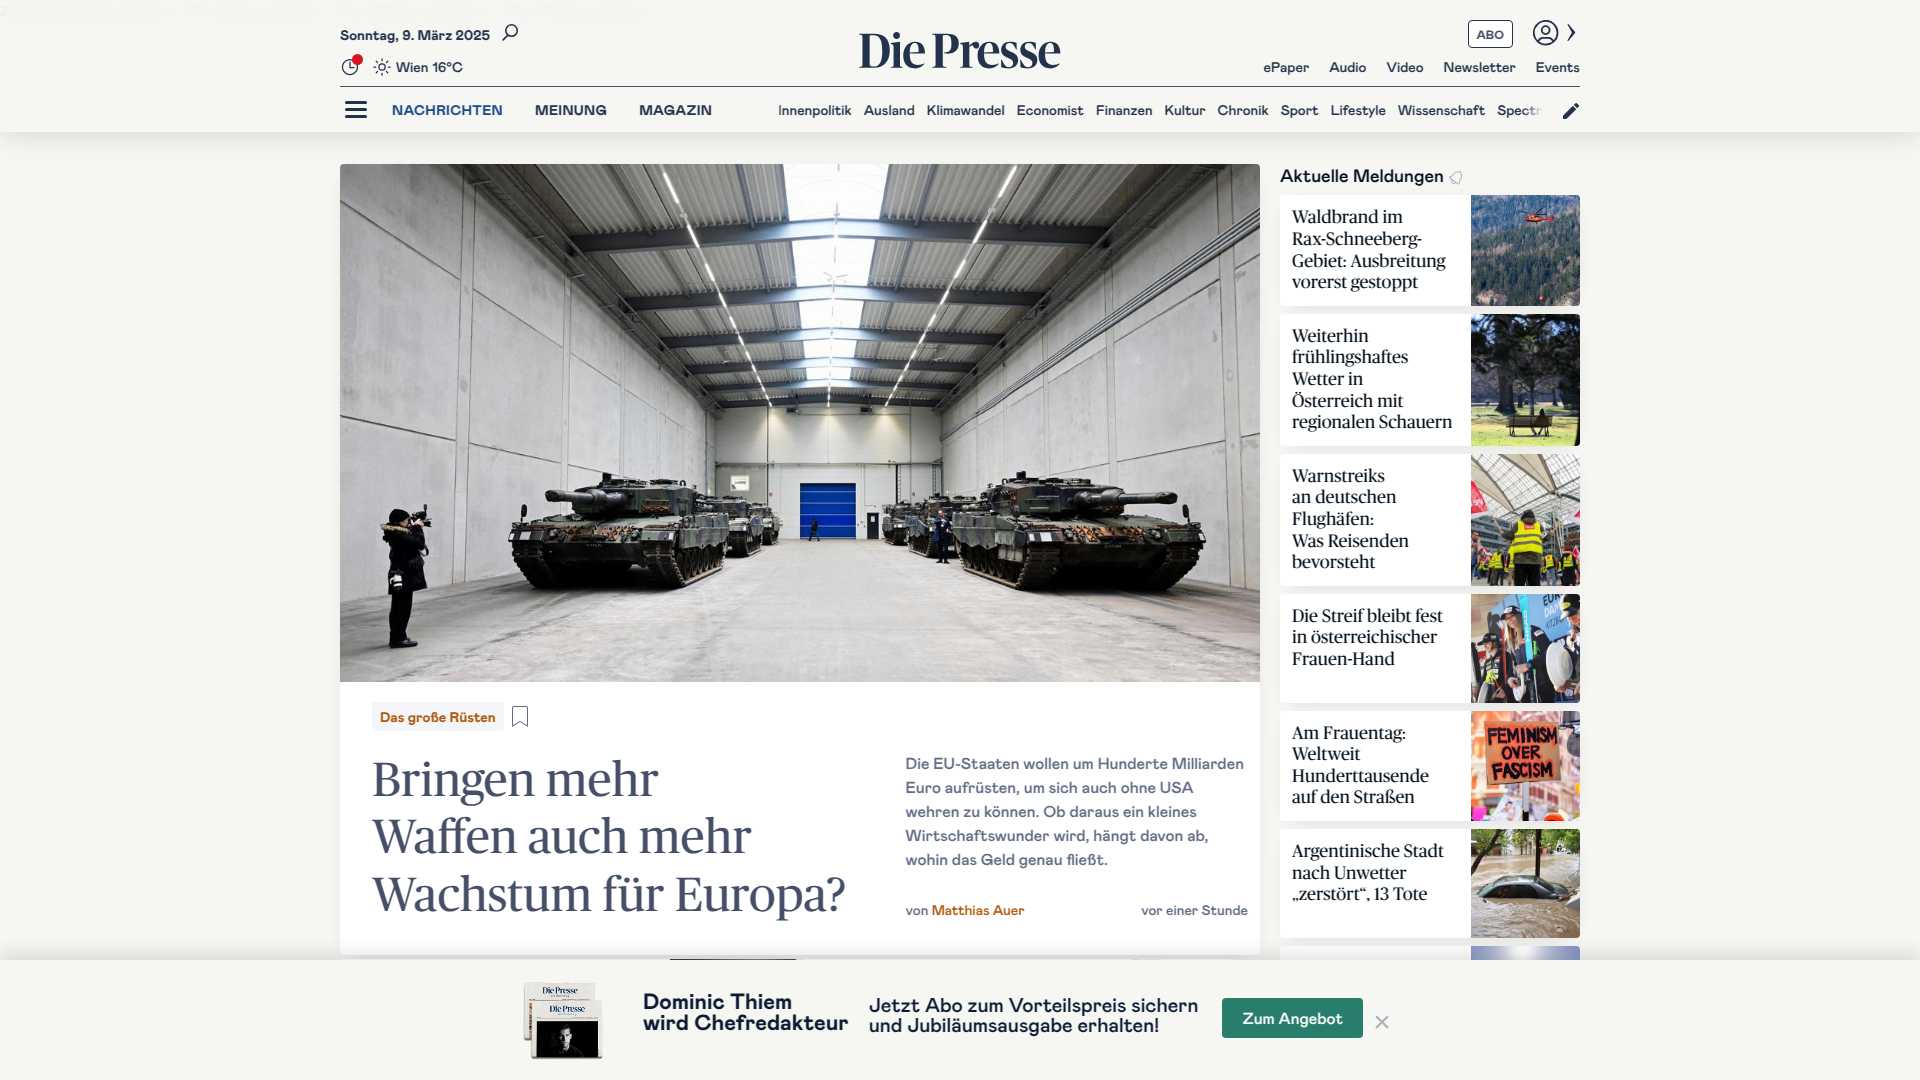 Sonntag, 9. März 2025
Wien 16°C
Die Presse
ABO
ePaper Audio Video Newsletter Events
NACHRICHTEN MEINUNG MAGAZIN
Innenpolitik Ausland Klimawandel Economist Finanzen Kultur Chronik Sport Lifestyle Wissenschaft Spectr
Das große Rüsten
Bringen mehr
Waffen auch mehr
Wachstum für Europa?
Die EU-Staaten wollen um Hunderte Milliarden
Euro aufrüsten, um sich auch ohne USA
wehren zu können. Ob daraus ein kleines
Wirtschaftswunder wird, hängt davon ab,
wohin das Geld genau fließt.
von Matthias Auer
vor einer Stunde
Aktuelle Meldungen
Waldbrand im
Rax-Schneeberg-
Gebiet: Ausbreitung
vorerst gestoppt
Weiterhin
frühlingshaftes
Wetter in
Österreich mit
regionalen Schauern
Warnstreiks
an deutschen
Flughäfen:
Was Reisenden
bevorsteht
Die Streif bleibt fest
in österreichischer
Frauen-Hand
Am Frauentag:
Weltweit
Hunderttausende
auf den Straßen
FEMINISM
OVER
FASCISM
Argentinische Stadt
nach Unwetter
„zerstört“, 13 Tote
Die Presse
Die Presse
Dominic Thiem
wird Chefredakteur
Jetzt Abo zum Vorteilspreis sichern
und Jubiläumsausgabe erhalten!
Zum Angebot